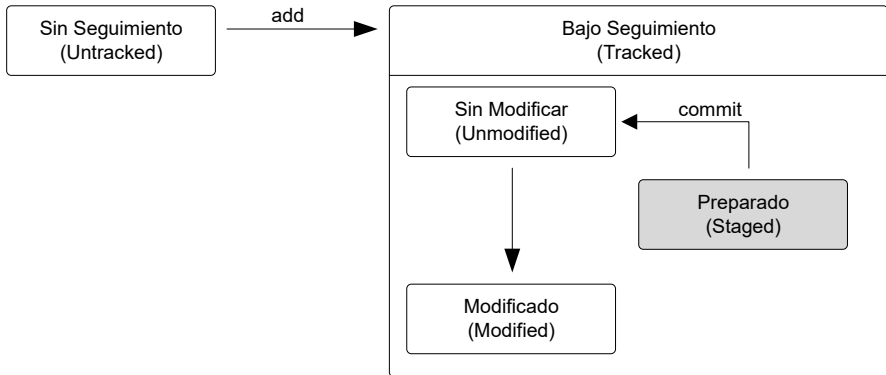 Sin Seguimiento
(Untracked)
add
Bajo Seguimiento
(Tracked)
Sin Modificar
(Unmodified)
commit
Preparado
(Staged)
Modificado
(Modified)